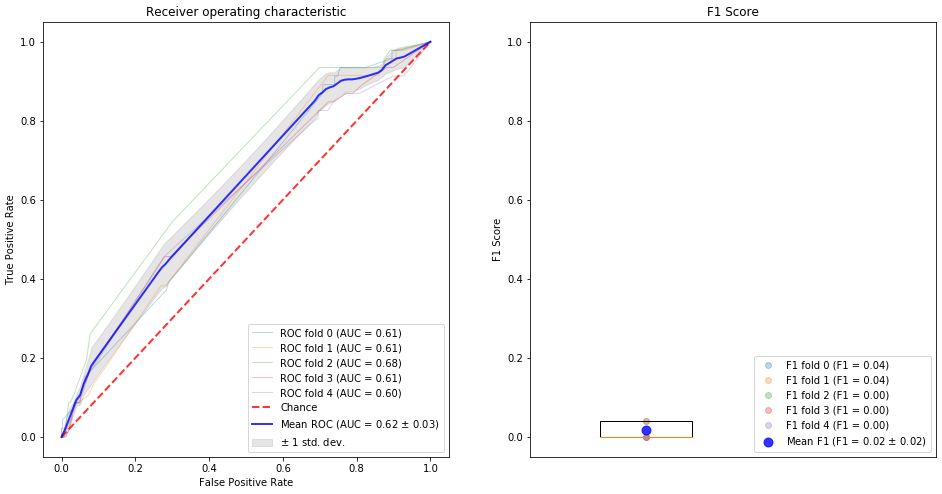 Receiver operating characteristic
1.0
0.8
0.6
0.4
0.2
0.0
True Positive Rate
0.0
0.2
0.4
0.6
0.8
1.0
False Positive Rate
ROC fold 0 (AUC = 0.61)
ROC fold 1 (AUC = 0.61)
ROC fold 2 (AUC = 0.68)
ROC fold 3 (AUC = 0.61)
ROC fold 4 (AUC = 0.60)
Chance
Mean ROC (AUC = 0.62 ± 0.03)
± 1 std. dev.
F1 Score
1.0
0.8
0.6
0.4
0.2
0.0
F1 Score
F1 fold 0 (F1 = 0.04)
F1 fold 1 (F1 = 0.04)
F1 fold 2 (F1 = 0.00)
F1 fold 3 (F1 = 0.00)
F1 fold 4 (F1 = 0.00)
Mean F1 (F1 = 0.02 ± 0.02)